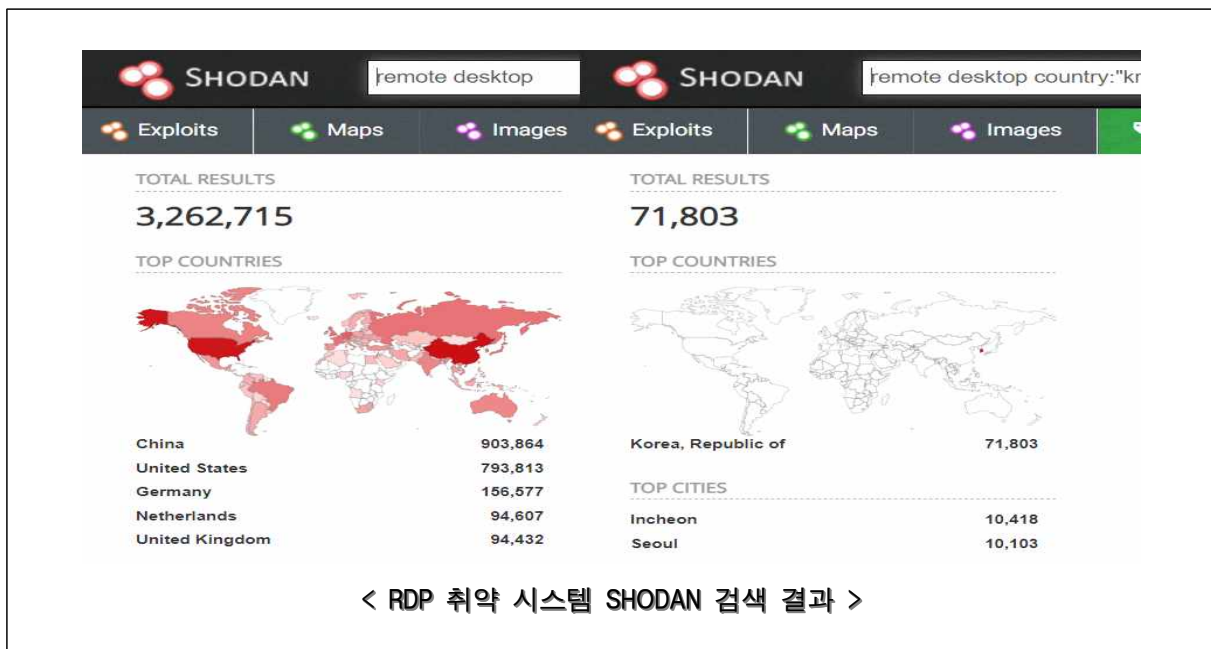 SHODAN
remote desktop
Exploits
Maps
Images
TOTAL RESULTS
3,262,715
TOP COUNTRIES
China 903,864
United States 793,813
Germany 156,577
Netherlands 94,607
United Kingdom 94,432
SHODAN
remote desktop country:"kr
Exploits
Maps
Images
TOTAL RESULTS
71,803
TOP COUNTRIES
Korea, Republic of 71,803
TOP CITIES
Incheon 10,418
Seoul 10,103
< RDP 취약 시스템 SHODAN 검색 결과 >